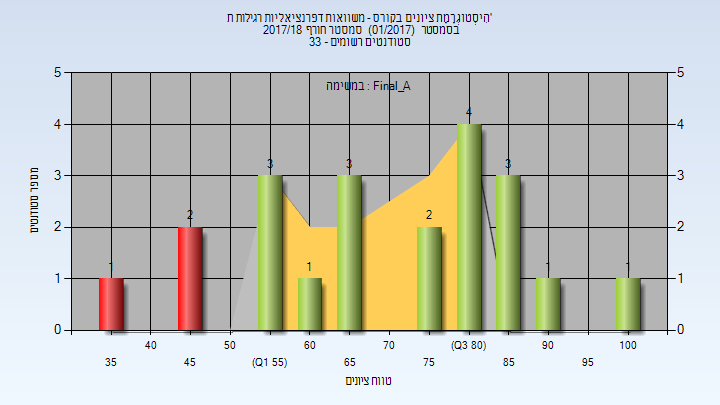 היסטוגרמת ציונים בקורס - משוואות דפרנציאליות רגילות ת'
בסמסטר (01/2017) סמסטר חורף 2017/18
סטודנטים רשומים - 33
במשימה : Final_A
מספר סטודנטים
5 5
4 4
3 3
2 2
1 1
0 0
1 2 3 1 3 2 4 3 1 1
40 50 60 65 70 (Q3 80) 90 100
35 45 (Q1 55) 65 75 85 95
טווח ציונים